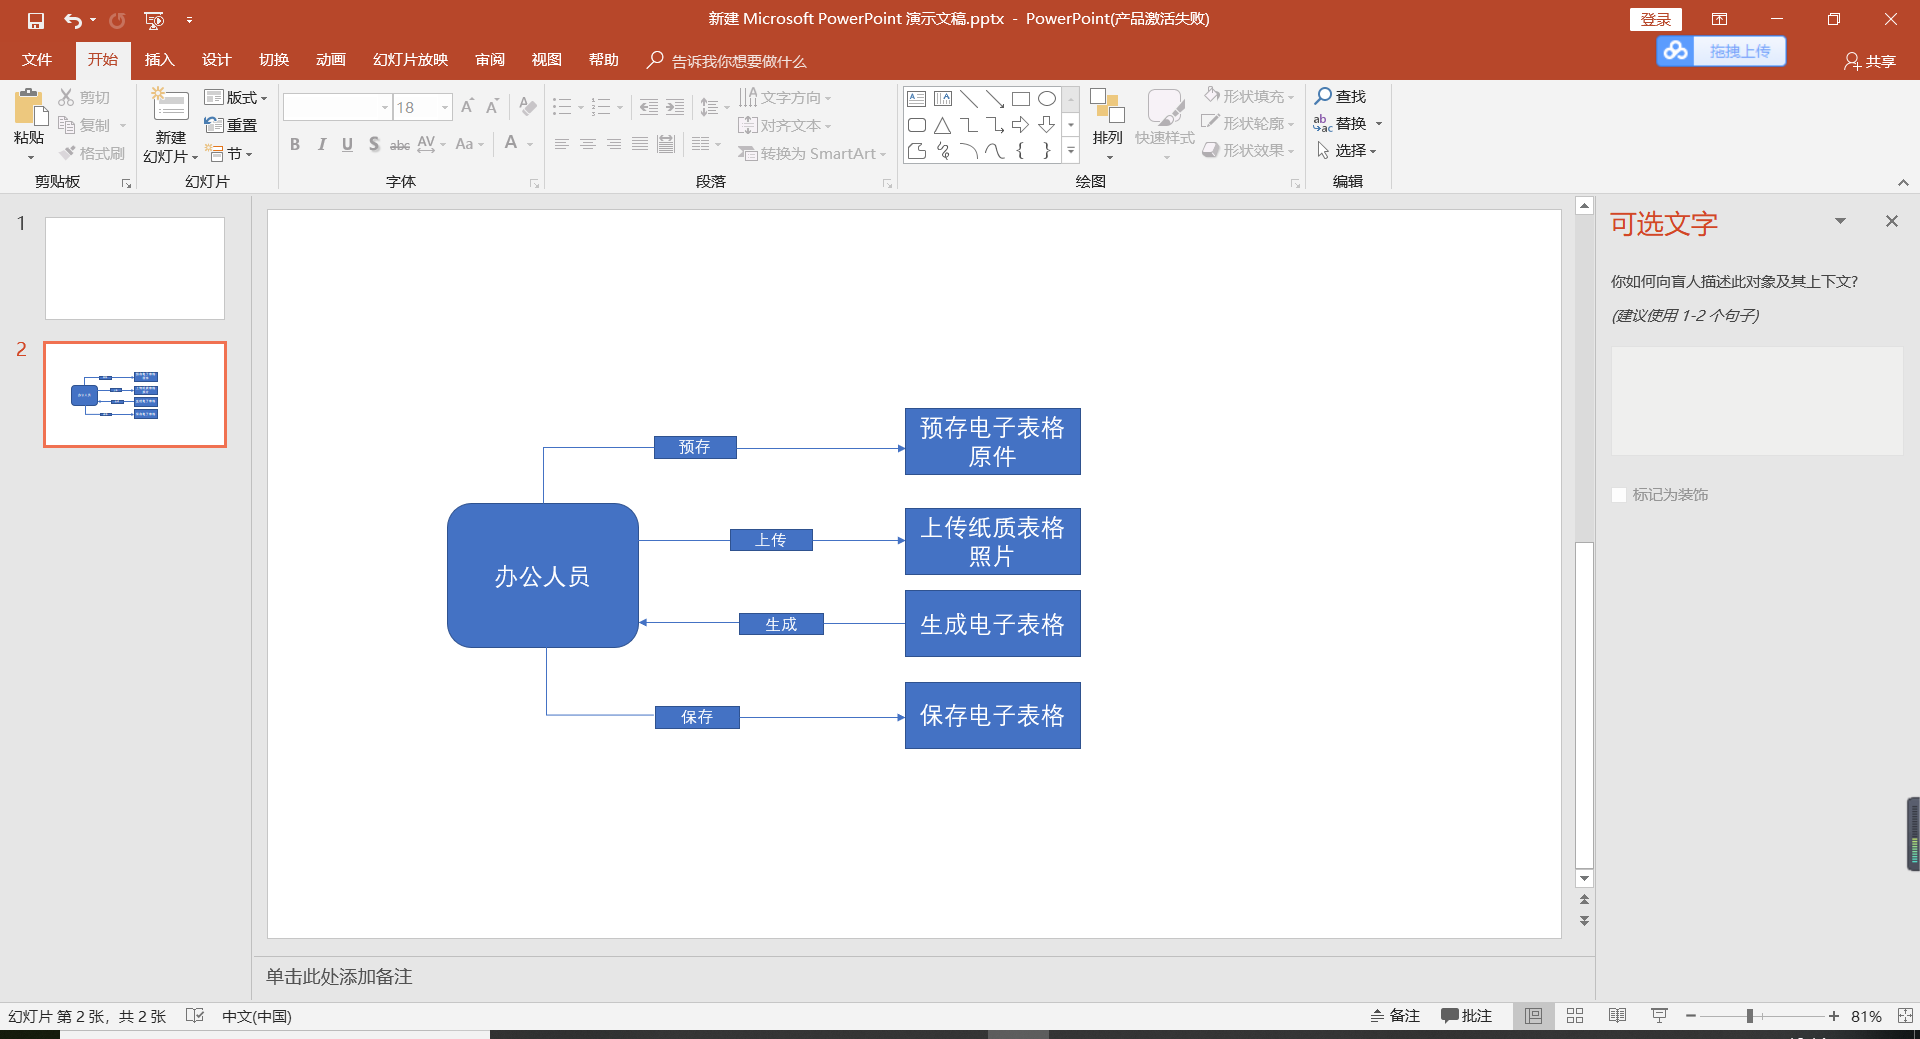 新建 Microsoft PowerPoint 演示文稿.pptx - PowerPoint(产品激活失败)
登录
文件 开始 插入 设计 切换 动画 幻灯片放映 审阅 视图 帮助 告诉我你想要做什么
拖拽上传
共享
粘贴
剪切
复制
格式刷
剪贴板
新建
幻灯片
版式
重置
节
幻灯片
18
B I U S abc AV Aa A
字体
文字方向
对齐文本
转换为 SmartArt
段落
排列
快速样式
形状填充
形状轮廓
形状效果
绘图
查找
替换
选择
编辑
1
2
预存
预存电子表格
原件
上传
上传纸质表格
照片
办公人员
生成
生成电子表格
保存
保存电子表格
可选文字
你如何向盲人描述此对象及其上下文?
(建议使用 1-2 个句子)
标记为装饰
单击此处添加备注
幻灯片 第 2 张，共 2 张 中文(中国)
备注 批注 81%